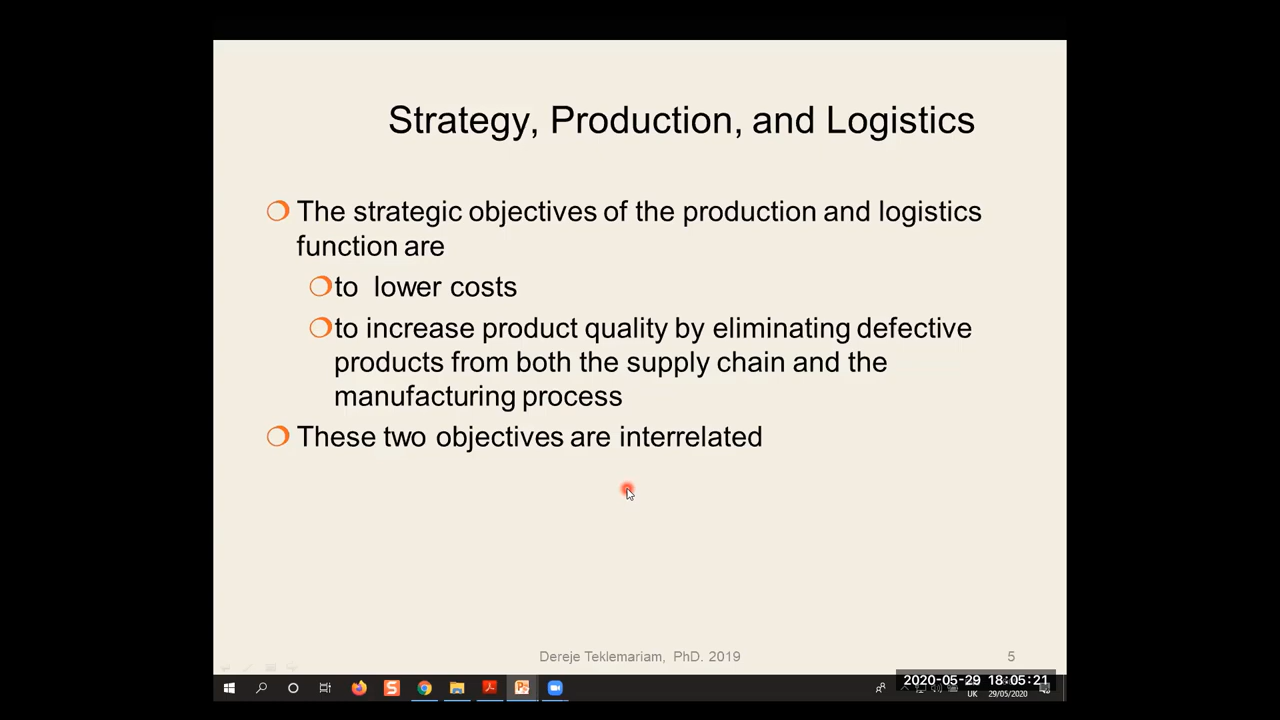 Strategy, Production, and Logistics
The strategic objectives of the production and logistics
function are
to lower costs
to increase product quality by eliminating defective
products from both the supply chain and the
manufacturing process
These two objectives are interrelated
Dereje Teklemariam, PhD. 2019
5
2020-05-29 18:05:21
UK
29/05/2020